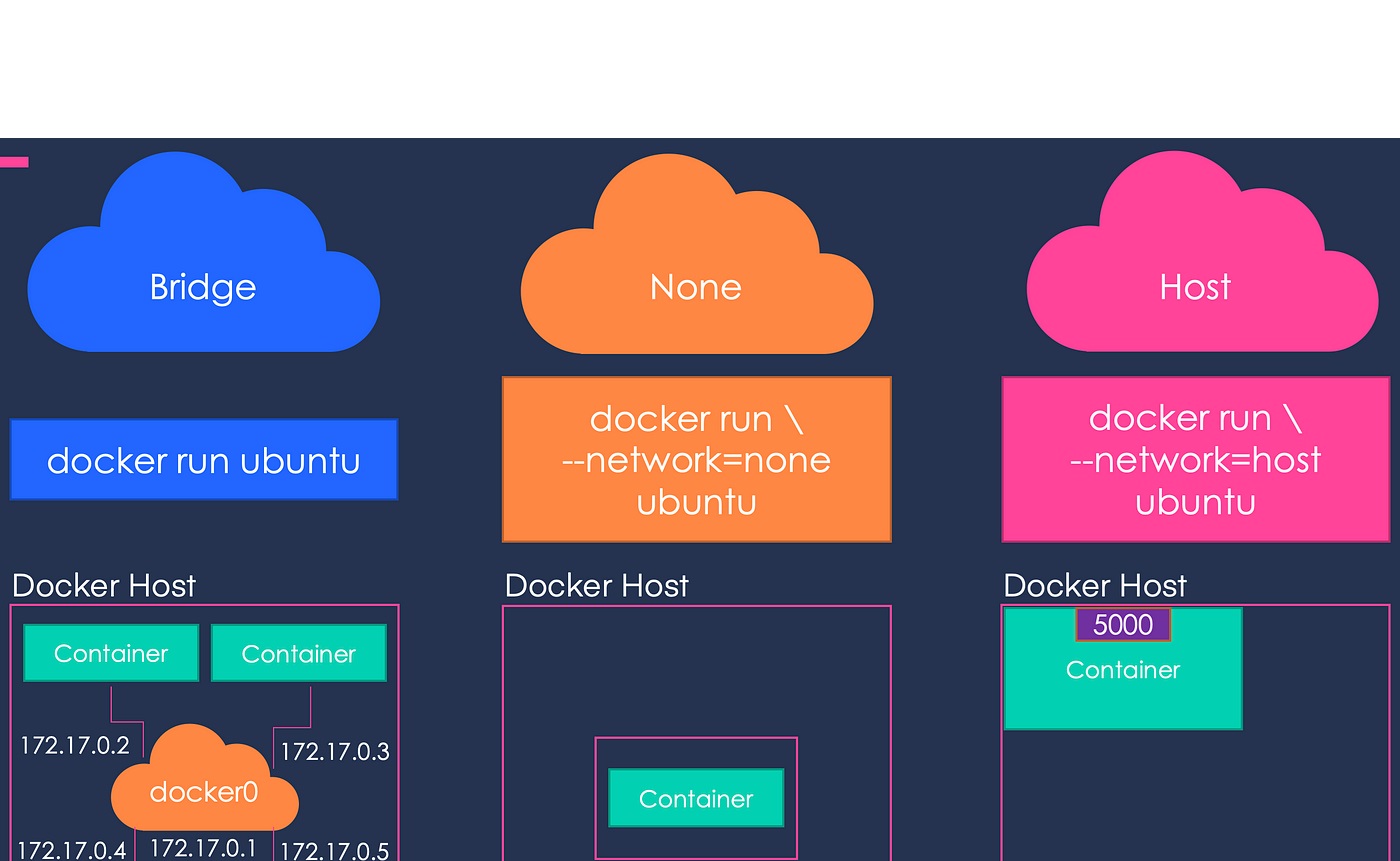 Bridge
docker run ubuntu
Docker Host
Container
Container
172.17.0.2
172.17.0.3
docker0
172.17.0.4
172.17.0.1
172.17.0.5
None
docker run \
--network=none
ubuntu
Docker Host
Container
Host
docker run \
--network=host
ubuntu
Docker Host
5000
Container